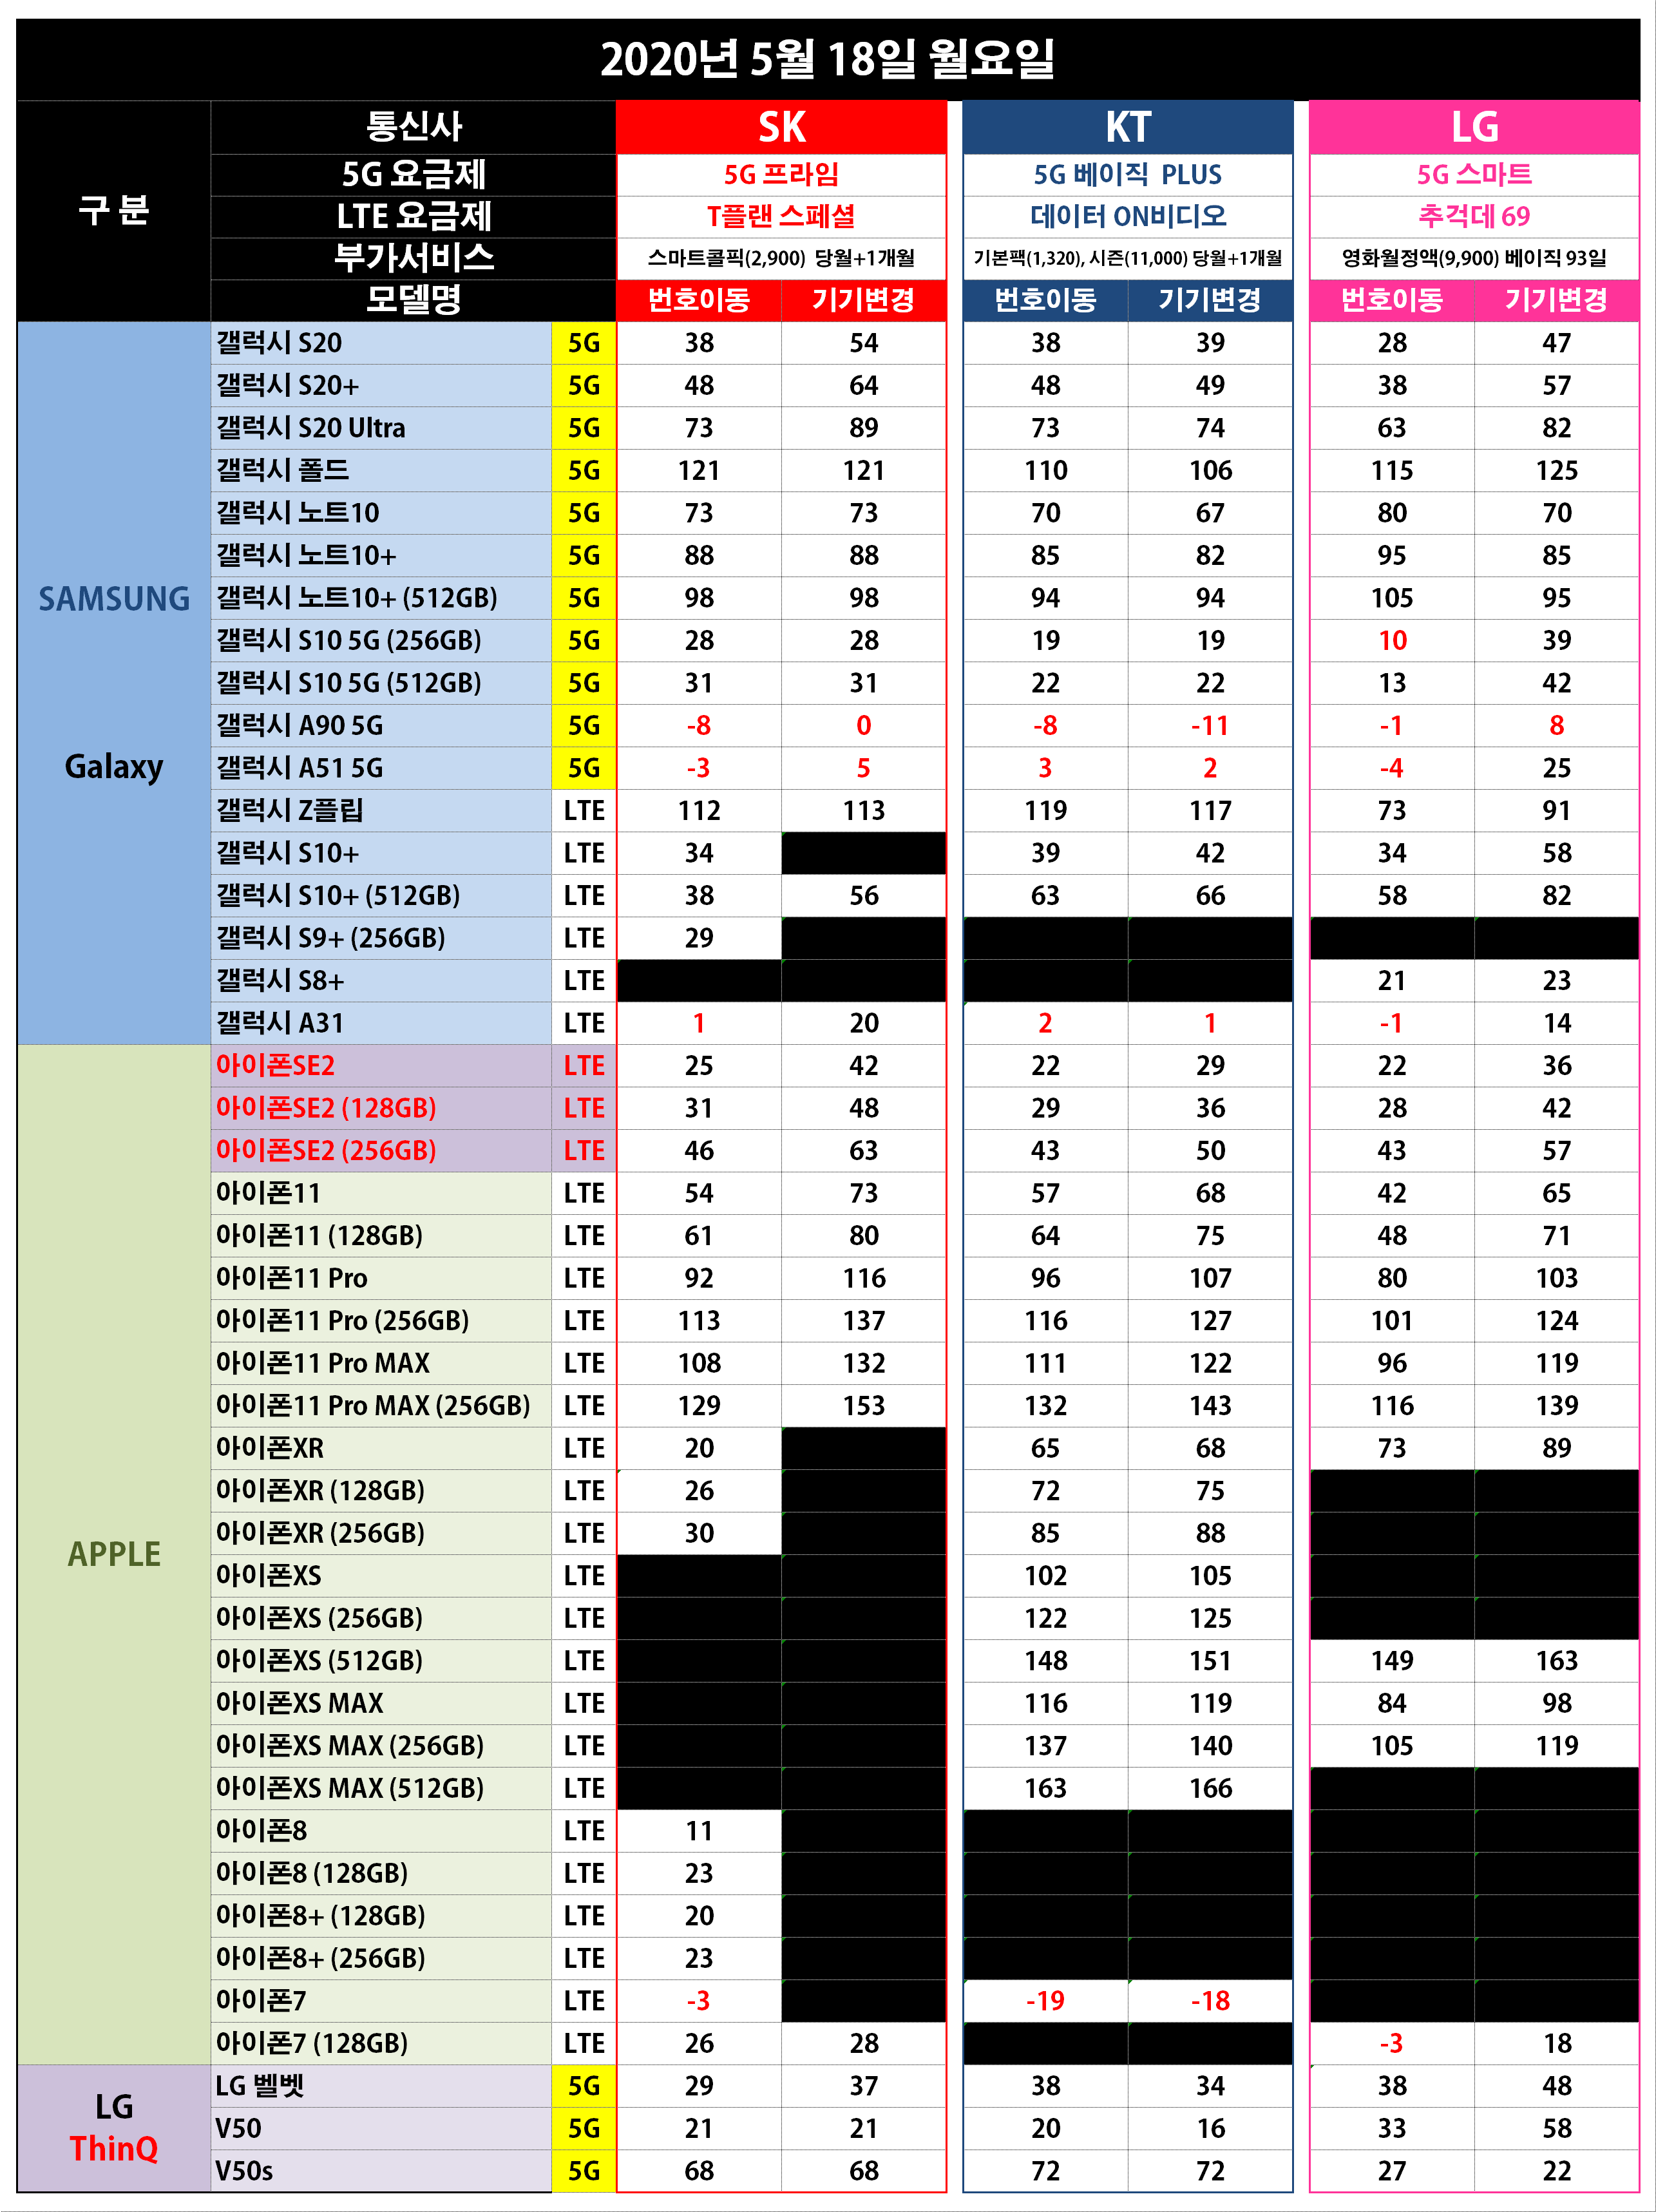 2020년 5월 18일 월요일
구 분 통신사 SK KT LG
5G 요금제 5G 프라임 5G 베이직 PLUS 5G 스마트
LTE 요금제 T플랜 스페셜 데이터 ON비디오 추걱데 69
부가서비스 스마트콜픽(2,900) 당월+1개월 기본팩(1,320), 시즌(11,000) 당월+1개월 영화월정액(9,900) 베이직 93일
모델명 번호이동 기기변경 번호이동 기기변경 번호이동 기기변경
SAMSUNG
Galaxy
갤럭시 S20 5G 38 54 38 39 28 47
갤럭시 S20+ 5G 48 64 48 49 38 57
갤럭시 S20 Ultra 5G 73 89 73 74 63 82
갤럭시 폴드 5G 121 121 110 106 115 125
갤럭시 노트10 5G 73 73 70 67 80 70
갤럭시 노트10+ 5G 88 88 85 82 95 85
갤럭시 노트10+ (512GB) 5G 98 98 94 94 105 95
갤럭시 S10 5G (256GB) 5G 28 28 19 19 10 39
갤럭시 S10 5G (512GB) 5G 31 31 22 22 13 42
갤럭시 A90 5G 5G -8 0 -8 -11 -1 8
갤럭시 A51 5G 5G -3 5 3 2 -4 25
갤럭시 Z플립 LTE 112 113 119 117 73 91
갤럭시 S10+ LTE 34 39 42 34 58
갤럭시 S10+ (512GB) LTE 38 56 63 66 58 82
갤럭시 S9+ (256GB) LTE 29
갤럭시 S8+ LTE 21 23
갤럭시 A31 LTE 1 20 2 1 -1 14
APPLE
아이폰SE2 LTE 25 42 22 29 22 36
아이폰SE2 (128GB) LTE 31 48 29 36 28 42
아이폰SE2 (256GB) LTE 46 63 43 50 43 57
아이폰11 LTE 54 73 57 68 42 65
아이폰11 (128GB) LTE 61 80 64 75 48 71
아이폰11 Pro LTE 92 116 96 107 80 103
아이폰11 Pro (256GB) LTE 113 137 116 127 101 124
아이폰11 Pro MAX LTE 108 132 111 122 96 119
아이폰11 Pro MAX (256GB) LTE 129 153 132 143 116 139
아이폰XR LTE 20 65 68 73 89
아이폰XR (128GB) LTE 26 72 75
아이폰XR (256GB) LTE 30 85 88
아이폰XS LTE 102 105
아이폰XS (256GB) LTE 122 125
아이폰XS (512GB) LTE 148 151 149 163
아이폰XS MAX LTE 116 119 84 98
아이폰XS MAX (256GB) LTE 137 140 105 119
아이폰XS MAX (512GB) LTE 163 166
아이폰8 LTE 11
아이폰8 (128GB) LTE 23
아이폰8+ (128GB) LTE 20
아이폰8+ (256GB) LTE 23
아이폰7 LTE -3 -19 -18
아이폰7 (128GB) LTE 26 28 -3 18
LG
ThinQ
LG 벨벳 5G 29 37 38 34 38 48
V50 5G 21 21 20 16 33 58
V50s 5G 68 68 72 72 27 22